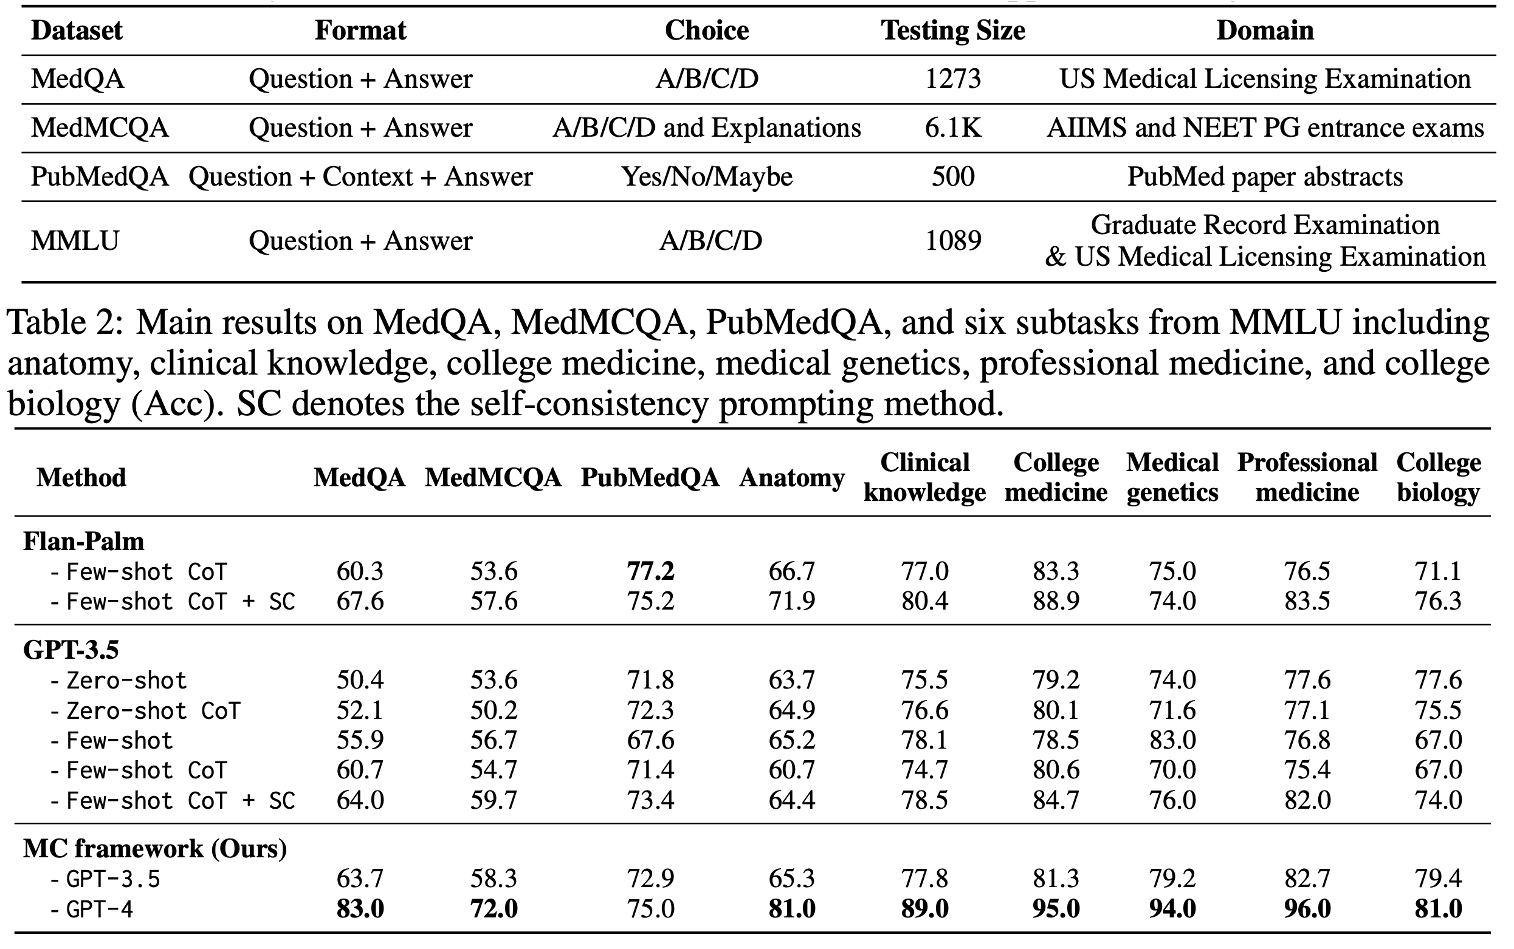 Dataset Format Choice Testing Size Domain
MedQA Question + Answer A/B/C/D 1273 US Medical Licensing Examination
MedMCQA Question + Answer A/B/C/D and Explanations 6.1K AIIMS and NEET PG entrance exams
PubMedQA Question + Context + Answer Yes/No/Maybe 500 PubMed paper abstracts
MMLU Question + Answer A/B/C/D 1089 Graduate Record Examination
& US Medical Licensing Examination
Table 2: Main results on MedQA, MedMCQA, PubMedQA, and six subtasks from MMLU including
anatomy, clinical knowledge, college medicine, medical genetics, professional medicine, and college
biology (Acc). SC denotes the self-consistency prompting method.
Method MedQA MedMCQA PubMedQA Anatomy Clinical knowledge College medicine Medical genetics Professional medicine College biology
Flan-Palm
- Few-shot CoT 60.3 53.6 77.2 66.7 77.0 83.3 75.0 76.5 71.1
- Few-shot CoT + SC 67.6 57.6 75.2 71.9 80.4 88.9 74.0 83.5 76.3
GPT-3.5
- Zero-shot 50.4 53.6 71.8 63.7 75.5 79.2 74.0 77.6 77.6
- Zero-shot CoT 52.1 50.2 72.3 64.9 76.6 80.1 71.6 77.1 75.5
- Few-shot 55.9 56.7 67.6 65.2 78.1 78.5 83.0 76.8 67.0
- Few-shot CoT 60.7 54.7 71.4 60.7 74.7 80.6 70.0 75.4 67.0
- Few-shot CoT + SC 64.0 59.7 73.4 64.4 78.5 84.7 76.0 82.0 74.0
MC framework (Ours)
- GPT-3.5 63.7 58.3 72.9 65.3 77.8 81.3 79.2 82.7 79.4
- GPT-4 83.0 72.0 75.0 81.0 89.0 95.0 94.0 96.0 81.0